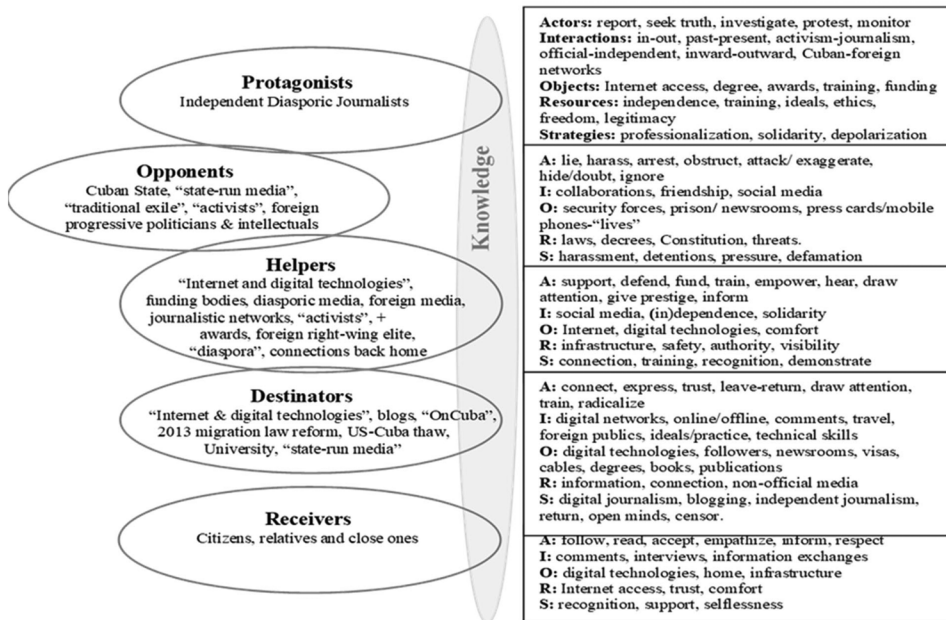 Protagonists
Independent Diasporic Journalists
Opponents
Cuban State, “state-run media”,
“traditional exile”, “activists”, foreign
progressive politicians & intellectuals
Helpers
“Internet and digital technologies”,
funding bodies, diasporic media, foreign media,
journalistic networks, “activists”, +
awards, foreign right-wing elite,
“diaspora”, connections back home
Destinators
“Internet & digital technologies”, blogs, “OnCuba”,
2013 migration law reform, US-Cuba thaw,
University, “state-run media”
Receivers
Citizens, relatives and close ones
Knowledge
Actors: report, seek truth, investigate, protest, monitor
Interactions: in-out, past-present, activism-journalism,
official-independent, inward-outward, Cuban-foreign
networks
Objects: Internet access, degree, awards, training, funding
Resources: independence, training, ideals, ethics,
freedom, legitimacy
Strategies: professionalization, solidarity, depolarization
A: lie, harass, arrest, obstruct, attack/ exaggerate,
hide/doubt, ignore
I: collaborations, friendship, social media
O: security forces, prison/ newsrooms, press cards/mobile
phones-“lives”
R: laws, decrees, Constitution, threats.
S: harassment, detentions, pressure, defamation
A: support, defend, fund, train, empower, hear, draw
attention, give prestige, inform
I: social media, (in)dependence, solidarity
O: Internet, digital technologies, comfort
R: infrastructure, safety, authority, visibility
S: connection, training, recognition, demonstrate
A: connect, express, trust, leave-return, draw attention,
train, radicalize
I: digital networks, online/offline, comments, travel,
foreign publics, ideals/practice, technical skills
O: digital technologies, followers, newsrooms, visas,
cables, degrees, books, publications
R: information, connection, non-official media
S: digital journalism, blogging, independent journalism,
return, open minds, censor.
A: follow, read, accept, empathize, inform, respect
I: comments, interviews, information exchanges
O: digital technologies, home, infrastructure
R: Internet access, trust, comfort
S: recognition, support, selflessness